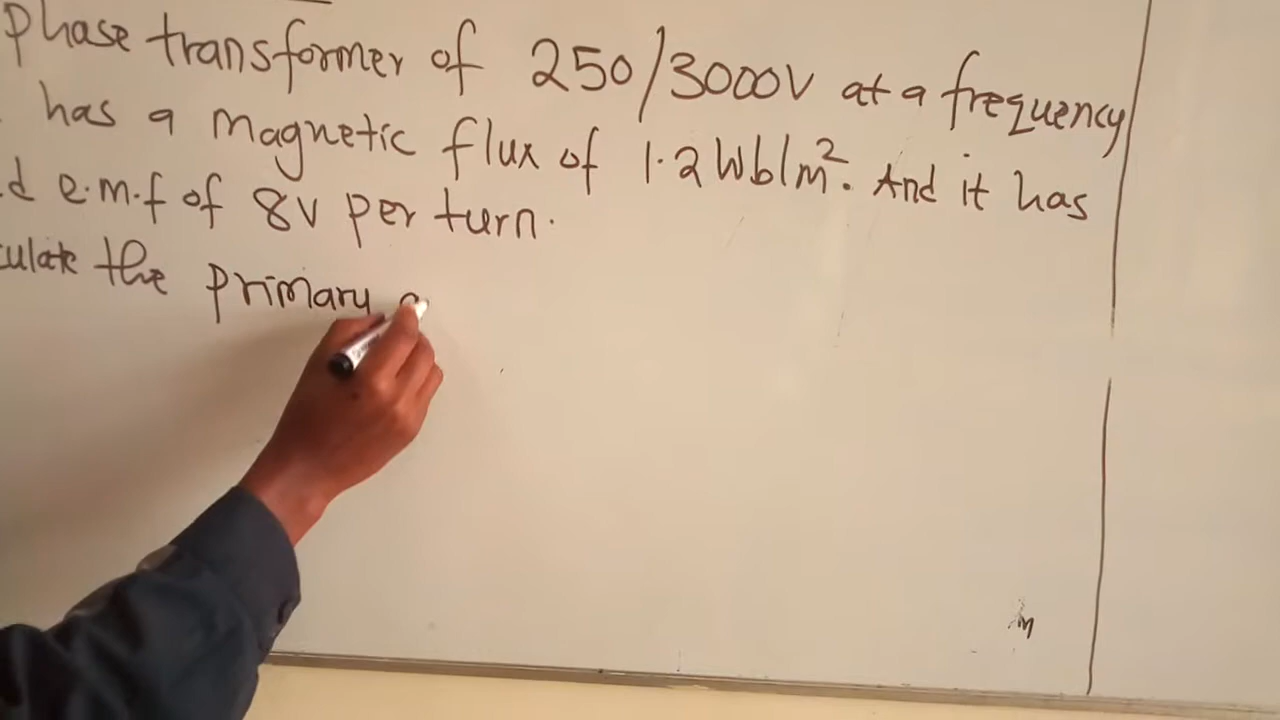 phase transformer of 250/3000V at a frequency
has a magnetic flux of 1.2Wb/m². And it has
d e.m.f of 8V per turn.
culate the primary